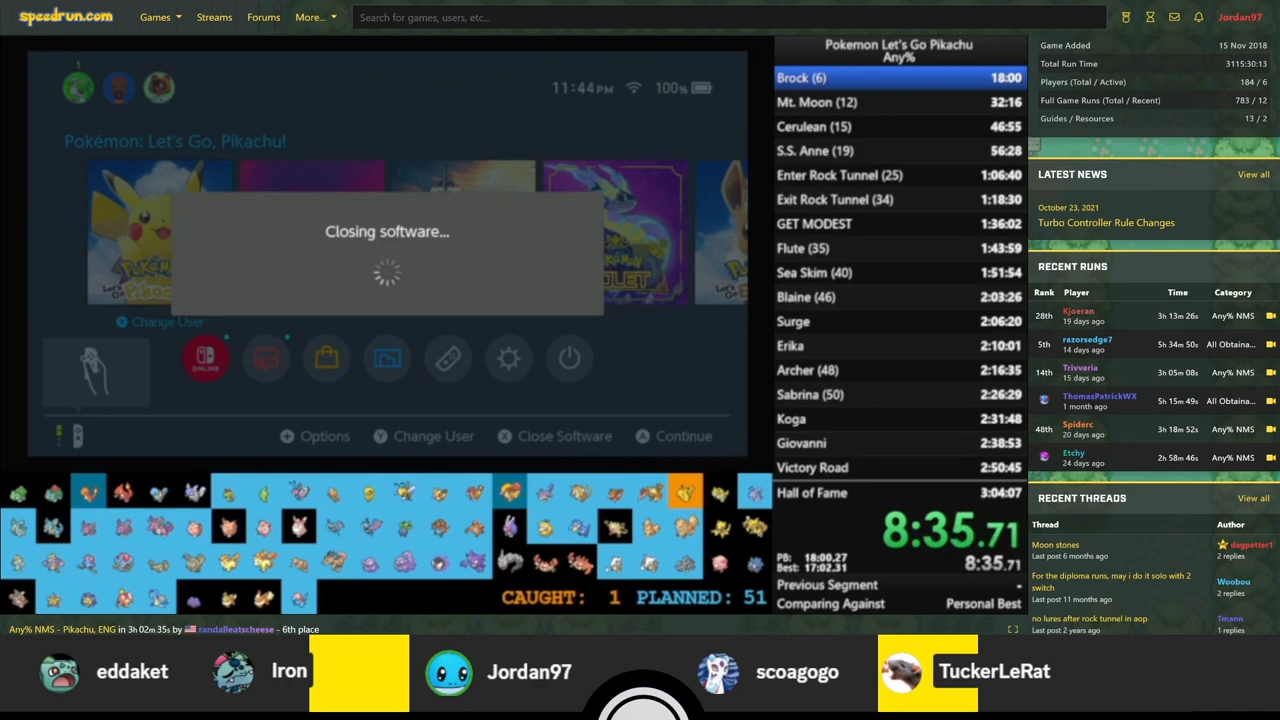 speedrun.com Games Streams Forums More... Search for games, users, etc... Jordan97
1
11:44PM 100%
Pokémon: Let's Go, Pikachu!
Closing software...
Change User
ONLINE
Options Change User Close Software Continue
Pokemon Let's Go Pikachu
Any%
Brock (6) 18:00
Mt. Moon (12) 32:16
Cerulean (15) 46:55
S.S. Anne (19) 56:28
Enter Rock Tunnel (25) 1:06:40
Exit Rock Tunnel (34) 1:18:30
GET MODEST 1:36:02
Flute (35) 1:43:59
Sea Skim (40) 1:51:54
Blaine (46) 2:03:26
Surge 2:06:20
Erika 2:10:01
Archer (48) 2:16:35
Sabrina (50) 2:26:29
Koga 2:31:48
Giovanni 2:38:53
Victory Road 2:50:45
Hall of Fame 3:04:07
8:35.71
PB: 18:00.27
Best: 17:02.31
8:35.71
Previous Segment -
Comparing Against Personal Best
CAUGHT: 1 PLANNED: 51
Any% NMS - Pikachu, ENG in 3h 02m 35s by randalleatscheese - 6th place
Game Added 15 Nov 2018
Total Run Time 3115:30:13
Players (Total / Active) 184 / 6
Full Game Runs (Total / Recent) 783 / 12
Guides / Resources 13 / 2
LATEST NEWS View all
October 23, 2021
Turbo Controller Rule Changes
RECENT RUNS
Rank Player Time Category
28th Kjoeran 3h 13m 26s Any% NMS
19 days ago
5th razorsedge7 5h 34m 50s All Obtaina...
14 days ago
14th Trivvaria 3h 05m 08s Any% NMS
15 days ago
ThomasPatrickWX 5h 15m 49s All Obtaina...
1 month ago
48th Spiderc 3h 18m 52s Any% NMS
20 days ago
Etchy 2h 58m 46s Any% NMS
24 days ago
RECENT THREADS View all
Thread Author
Moon stones dagpetter1
Last post 6 months ago 2 replies
For the diploma runs, may i do it solo with 2
switch Woobou
Last post 11 months ago 2 replies
no lures after rock tunnel in aop Tmann
Last post 2 years ago 1 replies
eddaket Iron Jordan97 scoagogo TuckerLeRat